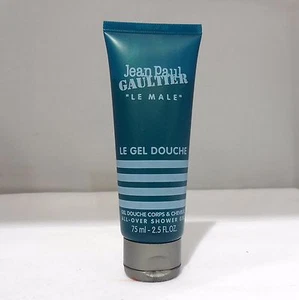 Jean Paul
GAULTIER
"LE MALE"
LE GEL DOUCHE
GEL DOUCHE CORPS & CHEVEUX
ALL-OVER SHOWER GEL
75 ml - 2.5 FL.OZ.